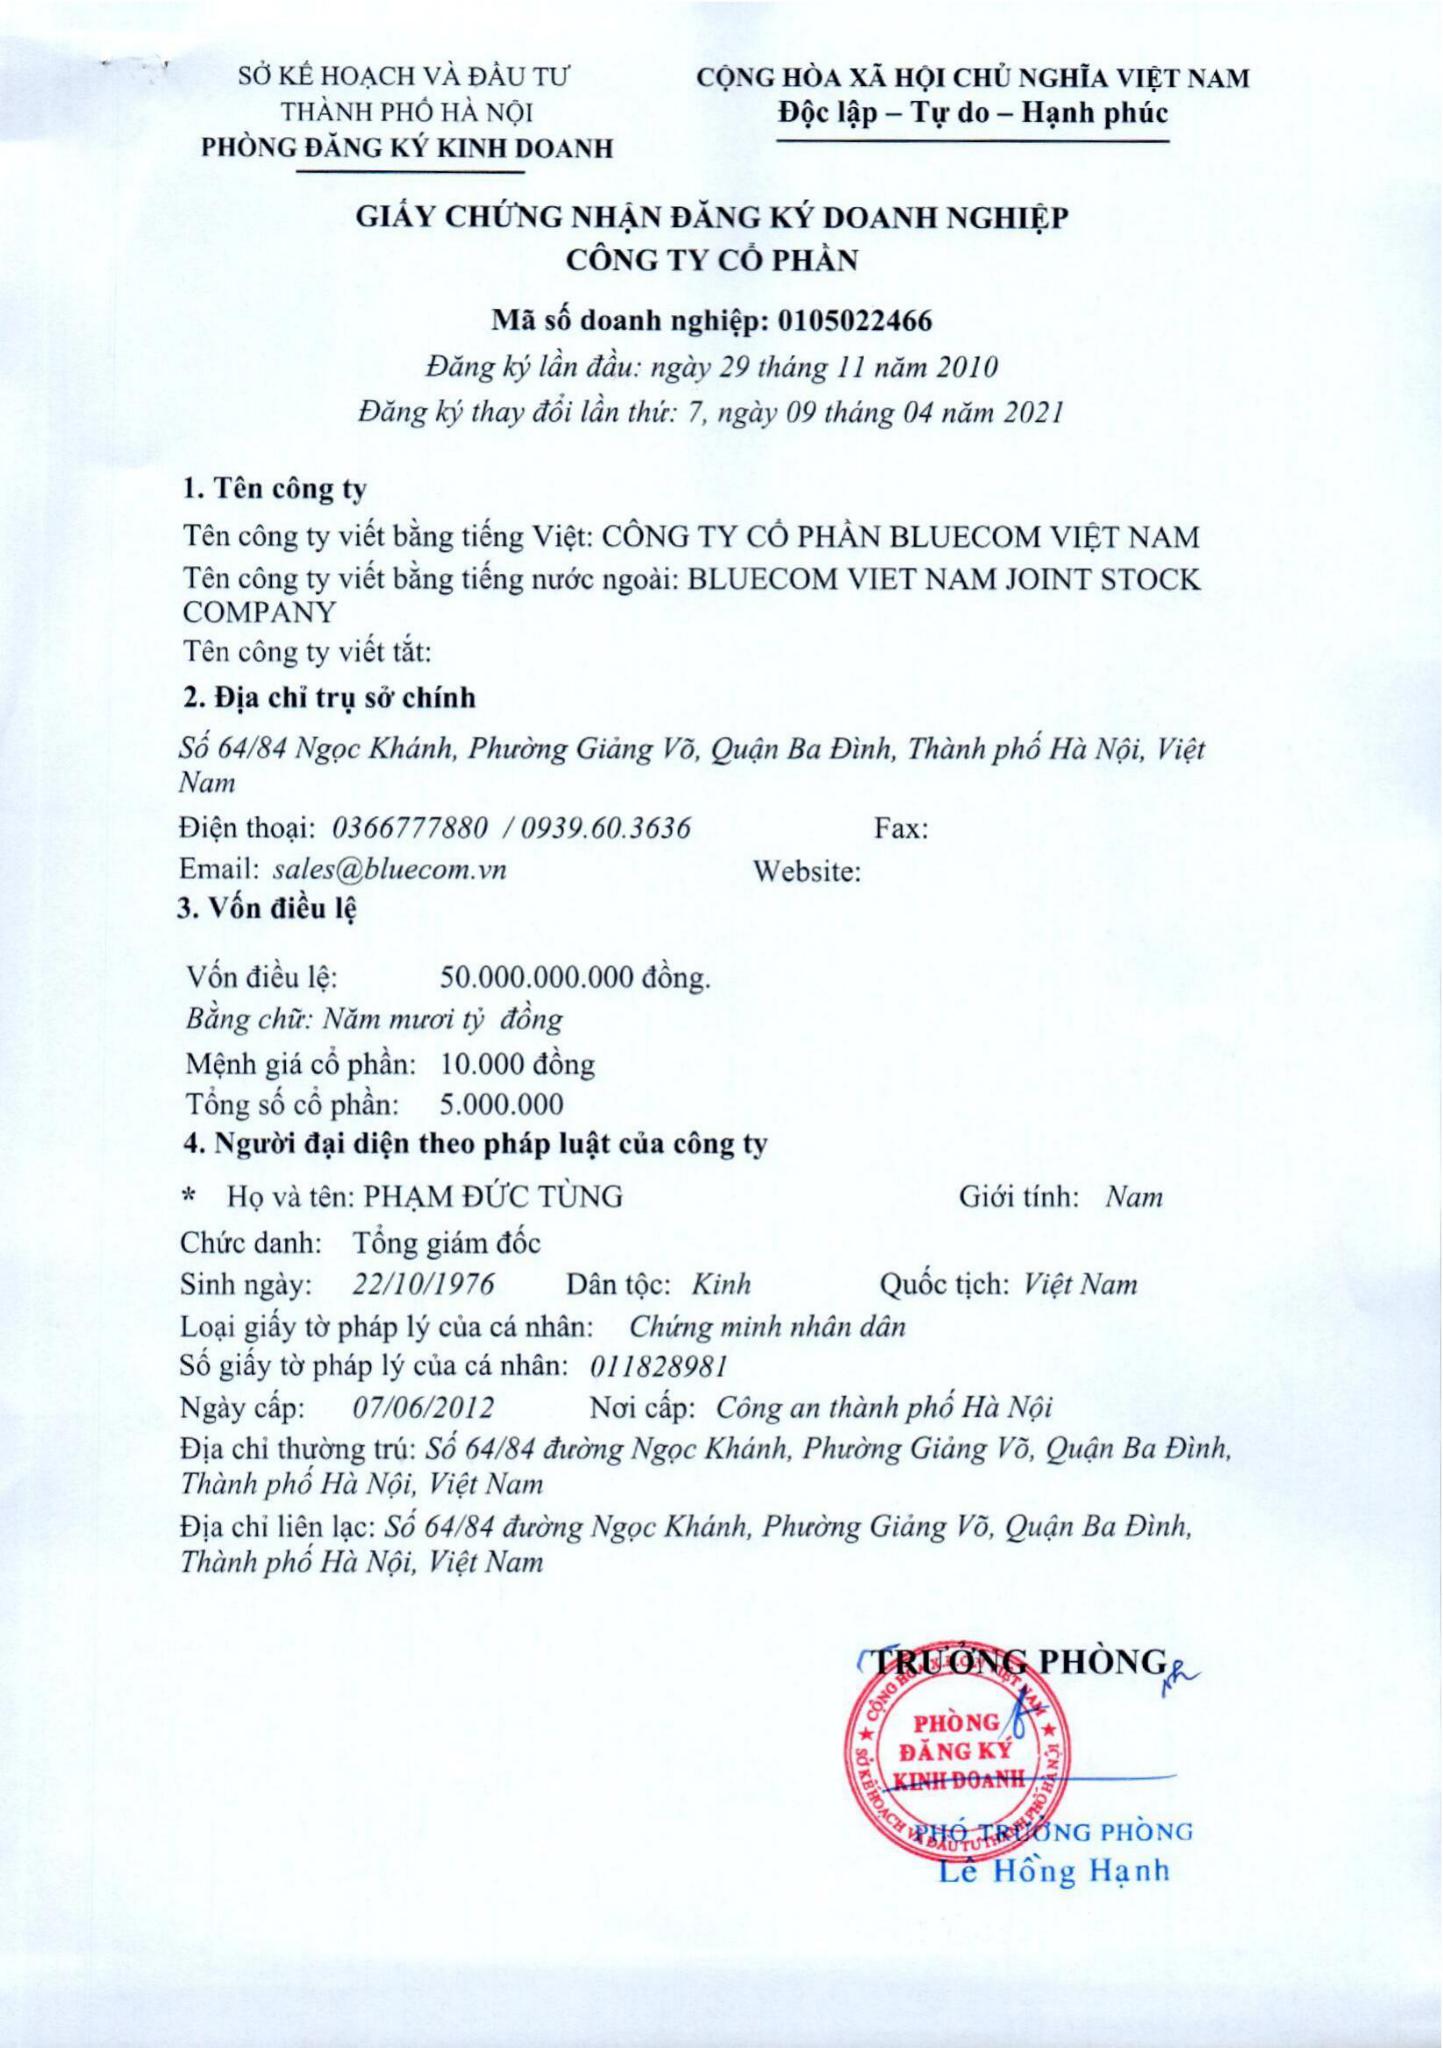 SỞ KẾ HOẠCH VÀ ĐẦU TƯ
THÀNH PHỐ HÀ NỘI
PHÒNG ĐĂNG KÝ KINH DOANH
CỘNG HÒA XÃ HỘI CHỦ NGHĨA VIỆT NAM
Độc lập – Tự do – Hạnh phúc
GIẤY CHỨNG NHẬN ĐĂNG KÝ DOANH NGHIỆP
CÔNG TY CỔ PHẦN
Mã số doanh nghiệp: 0105022466
Đăng ký lần đầu: ngày 29 tháng 11 năm 2010
Đăng ký thay đổi lần thứ: 7, ngày 09 tháng 04 năm 2021
1. Tên công ty
Tên công ty viết bằng tiếng Việt: CÔNG TY CỔ PHẦN BLUECOM VIỆT NAM
Tên công ty viết bằng tiếng nước ngoài: BLUECOM VIET NAM JOINT STOCK
COMPANY
Tên công ty viết tắt:
2. Địa chỉ trụ sở chính
Số 64/84 Ngọc Khánh, Phường Giảng Võ, Quận Ba Đình, Thành phố Hà Nội, Việt
Nam
Điện thoại: 0366777880 / 0939.60.3636 Fax:
Email: sales@bluecom.vn Website:
3. Vốn điều lệ
Vốn điều lệ: 50.000.000.000 đồng.
Bằng chữ: Năm mươi tỷ đồng
Mệnh giá cổ phần: 10.000 đồng
Tổng số cổ phần: 5.000.000
4. Người đại diện theo pháp luật của công ty
* Họ và tên: PHẠM ĐỨC TÙNG Giới tính: Nam
Chức danh: Tổng giám đốc
Sinh ngày: 22/10/1976 Dân tộc: Kinh Quốc tịch: Việt Nam
Loại giấy tờ pháp lý của cá nhân: Chứng minh nhân dân
Số giấy tờ pháp lý của cá nhân: 011828981
Ngày cấp: 07/06/2012 Nơi cấp: Công an thành phố Hà Nội
Địa chỉ thường trú: Số 64/84 đường Ngọc Khánh, Phường Giảng Võ, Quận Ba Đình,
Thành phố Hà Nội, Việt Nam
Địa chỉ liên lạc: Số 64/84 đường Ngọc Khánh, Phường Giảng Võ, Quận Ba Đình,
Thành phố Hà Nội, Việt Nam
TRƯỞNG PHÒNG
CỘNG HÒA X.H.C.N VIỆT NAM
PHÒNG
ĐĂNG KÝ
KINH DOANH
SỞ KẾ HOẠCH VÀ ĐẦU TƯ THÀNH PHỐ HÀ NỘI
PHÓ TRƯỞNG PHÒNG
Lê Hồng Hạnh